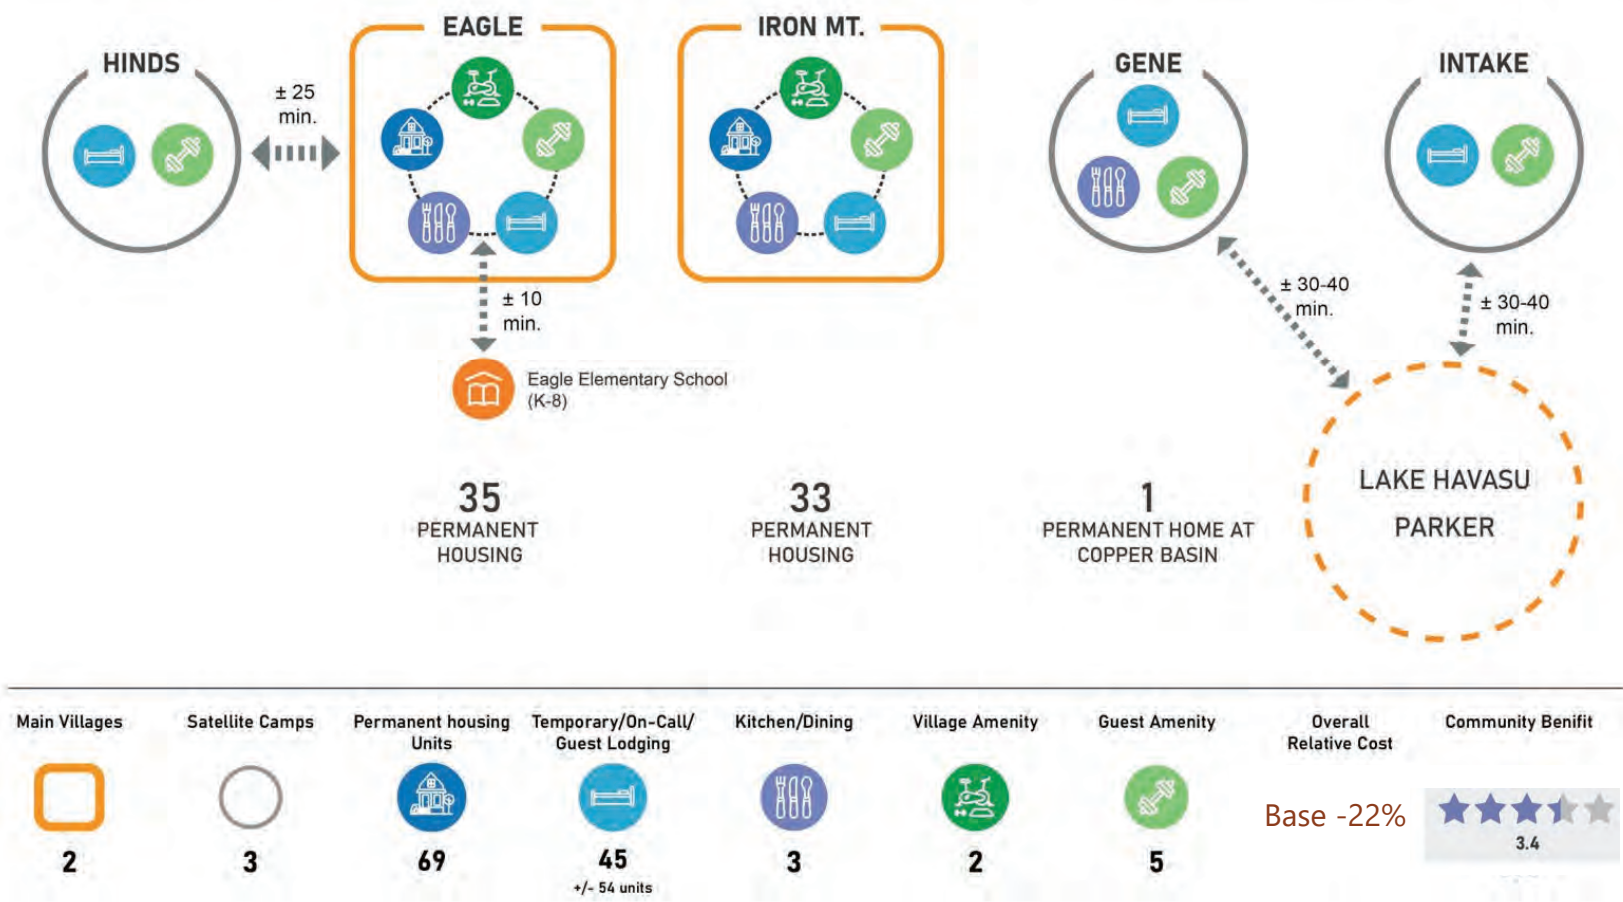 HINDS
EAGLE
IRON MT.
GENE
INTAKE
± 25
min.
± 10
min.
± 30-40
min.
± 30-40
min.
Eagle Elementary School
(K-8)
35
PERMANENT
HOUSING
33
PERMANENT
HOUSING
1
PERMANENT HOME AT
COPPER BASIN
LAKE HAVASU
PARKER
Main Villages
2
Satellite Camps
3
Permanent housing
Units
69
Temporary/On-Call/
Guest Lodging
45
+/- 54 units
Kitchen/Dining
3
Village Amenity
2
Guest Amenity
5
Overall
Relative Cost
Base -22%
Community Benifit
3.4